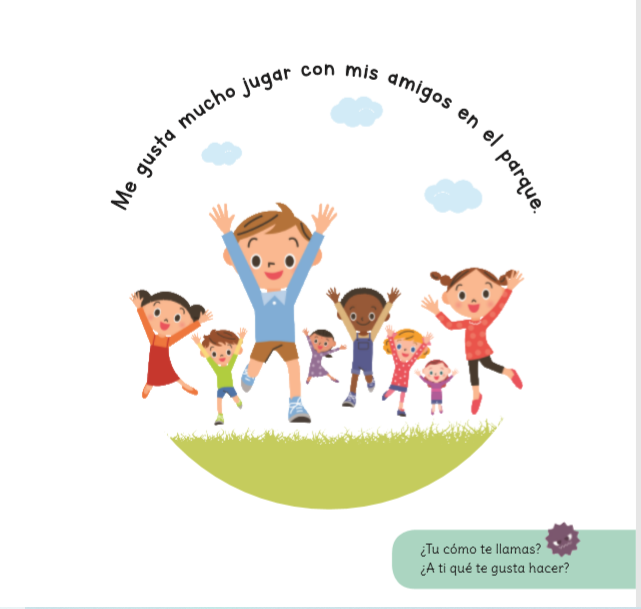 Me gusta mucho jugar con mis amigos en el parque.
¿Tu cómo te llamas?
¿A ti qué te gusta hacer?